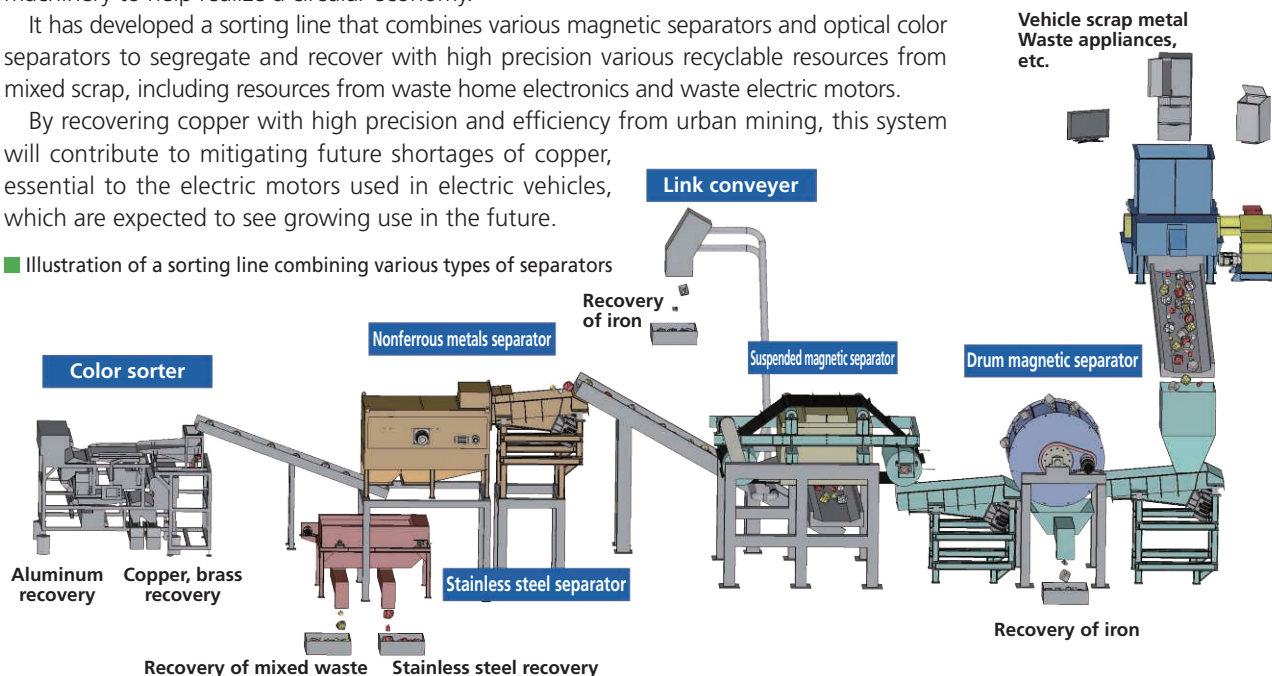 machinery to help realize a circular economy.
It has developed a sorting line that combines various magnetic separators and optical color
separators to segregate and recover with high precision various recyclable resources from
mixed scrap, including resources from waste home electronics and waste electric motors.
By recovering copper with high precision and efficiency from urban mining, this system
will contribute to mitigating future shortages of copper,
essential to the electric motors used in electric vehicles,
which are expected to see growing use in the future.
Illustration of a sorting line combining various types of separators
Vehicle scrap metal
Waste appliances,
etc.
Link conveyer
Recovery
of iron
Nonferrous metals separator
Suspended magnetic separator
Drum magnetic separator
Color sorter
Aluminum
recovery
Copper, brass
recovery
Stainless steel separator
Recovery of iron
Recovery of mixed waste
Stainless steel recovery